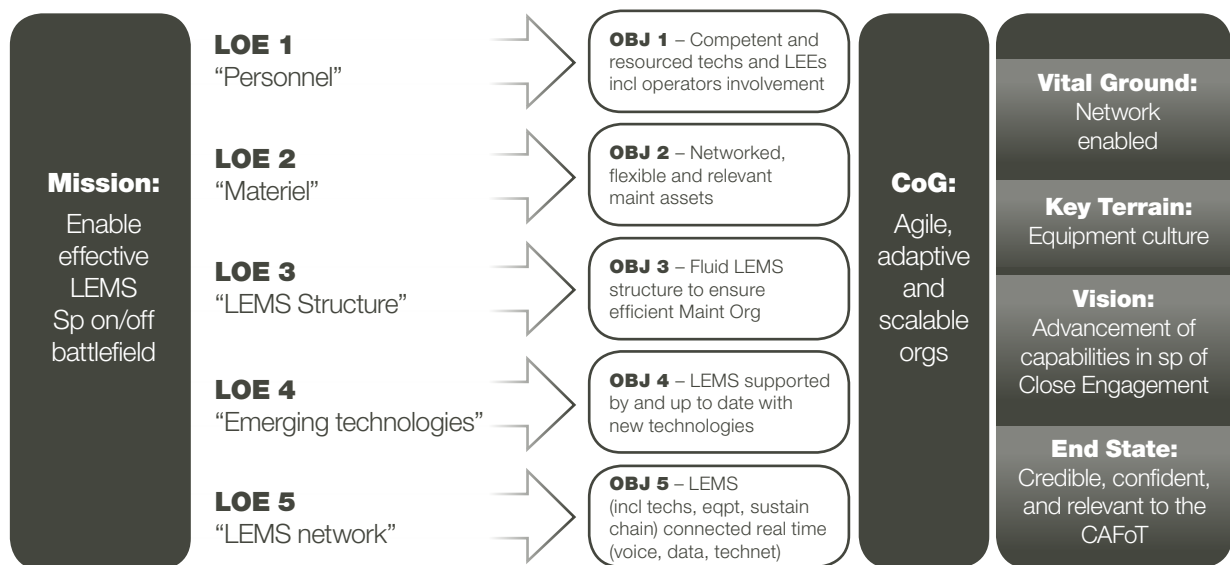 Mission:
Enable
effective
LEMS
Sp on/off
battlefield
LOE 1
“Personnel”
OBJ 1 – Competent and
resourced techs and LEEs
incl operators involvement
LOE 2
“Materiel”
OBJ 2 – Networked,
flexible and relevant
maint assets
LOE 3
“LEMS Structure”
OBJ 3 – Fluid LEMS
structure to ensure
efficient Maint Org
LOE 4
“Emerging technologies”
OBJ 4 – LEMS supported
by and up to date with
new technologies
LOE 5
“LEMS network”
OBJ 5 – LEMS
(incl techs, eqpt, sustain
chain) connected real time
(voice, data, technet)
CoG:
Agile,
adaptive
and
scalable
orgs
Vital Ground:
Network
enabled
Key Terrain:
Equipment culture
Vision:
Advancement of
capabilities in sp of
Close Engagement
End State:
Credible, confident,
and relevant to the
CAFoT